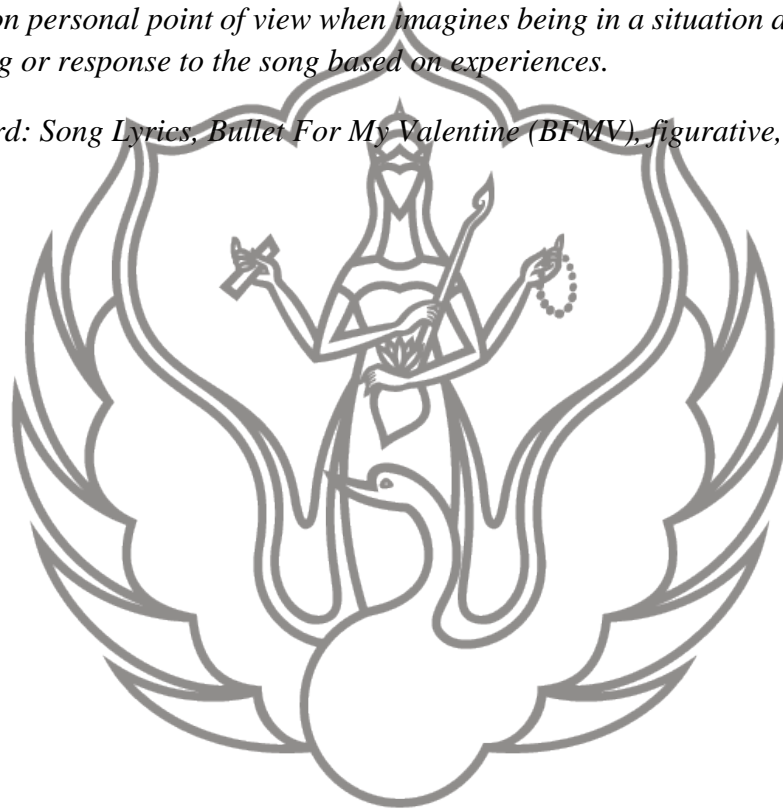 on personal point of view when imagines being in a situation
g or response to the song based on experiences.
rd: Song Lyrics, Bullet For My Valentine (BFMV), figurative,